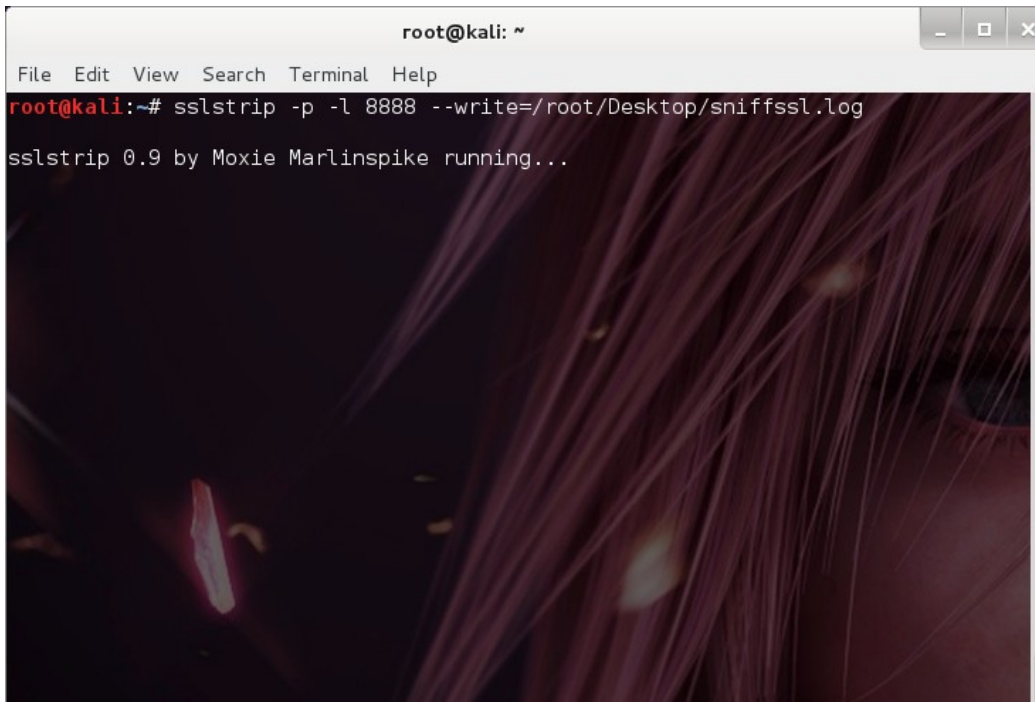 root@kali: ~
File Edit View Search Terminal Help
root@kali:~# sslstrip -p -l 8888 --write=/root/Desktop/sniffssl.log
sslstrip 0.9 by Moxie Marlinspike running...